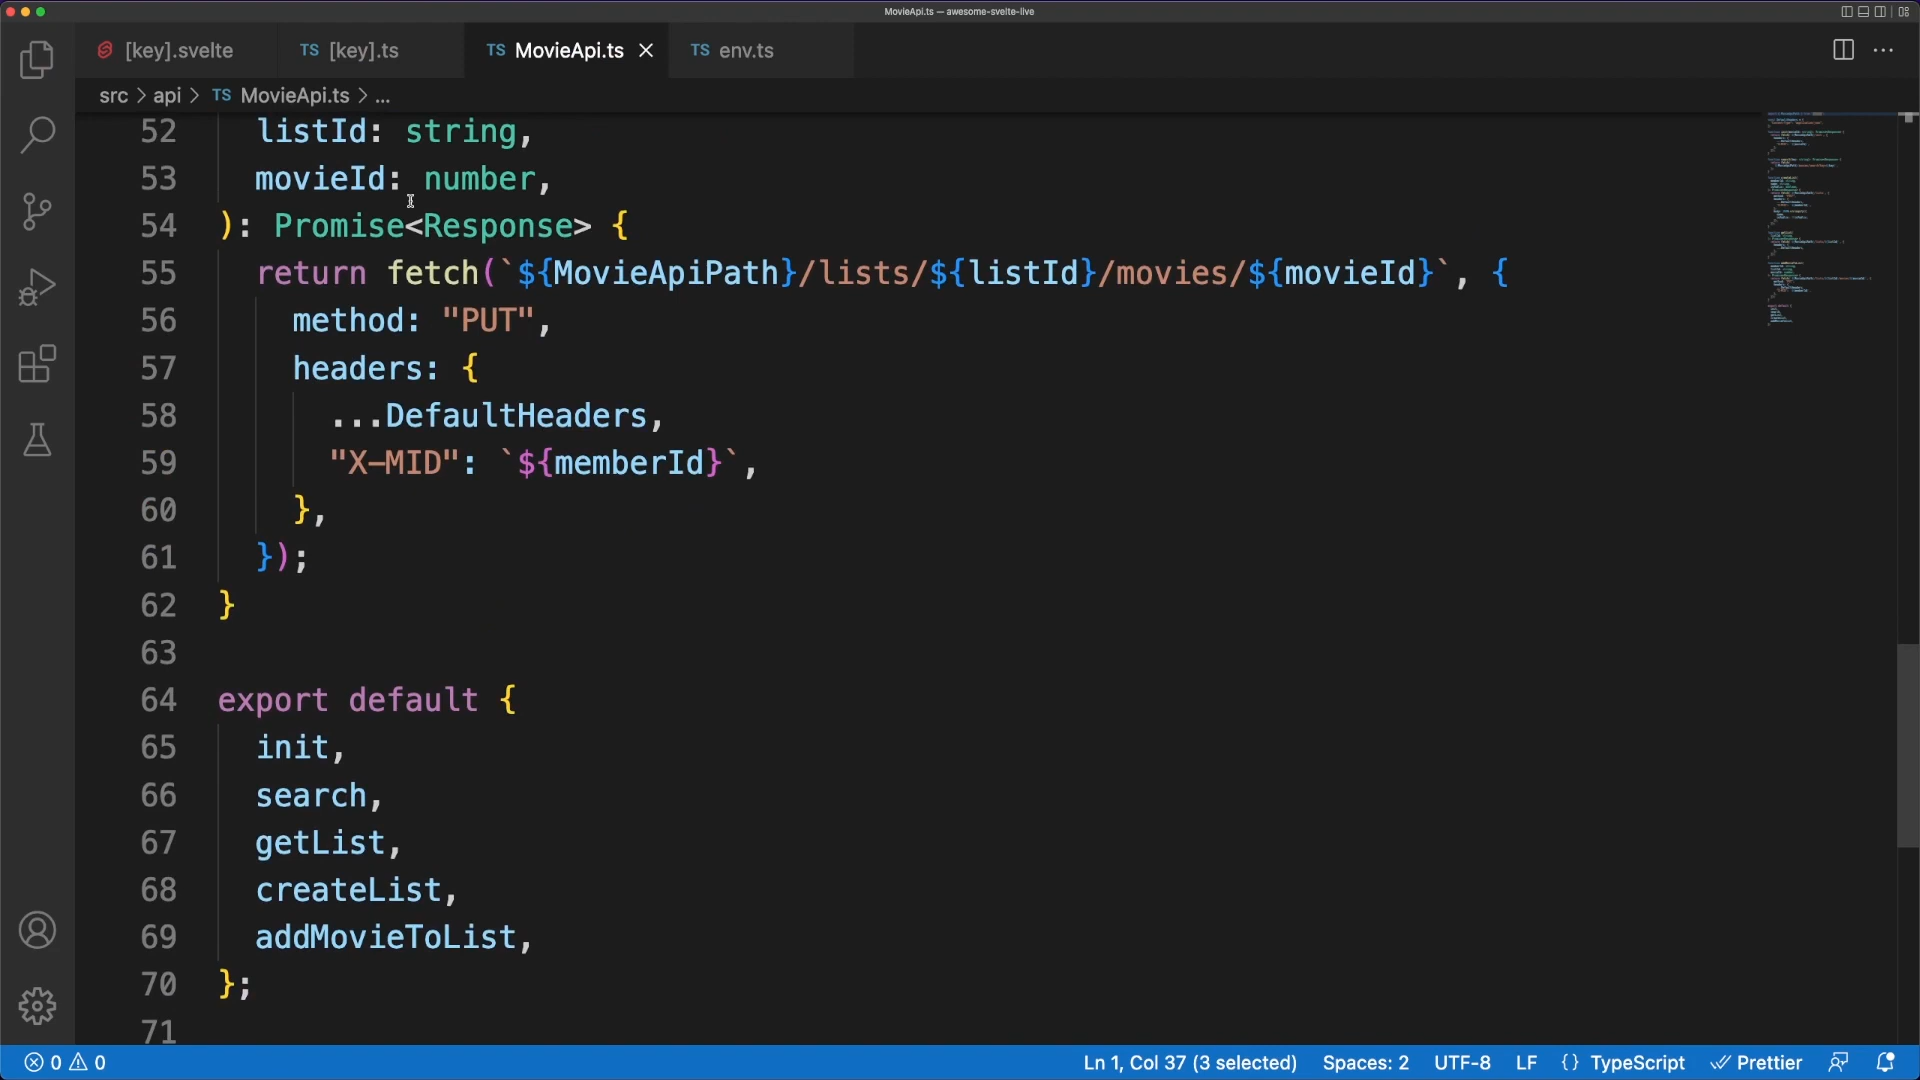 MovieApi.ts — awesome-svelte-live
[key].svelte
TS [key].ts
TS MovieApi.ts
TS env.ts
src > api > TS MovieApi.ts > ...
52 listId: string,
53 movieId: number,
54 ): Promise<Response> {
55 return fetch(`${MovieApiPath}/lists/${listId}/movies/${movieId}`, {
56 method: "PUT",
57 headers: {
58 ...DefaultHeaders,
59 "X-MID": `${memberId}`,
60 },
61 });
62 }
63
64 export default {
65 init,
66 search,
67 getList,
68 createList,
69 addMovieToList,
70 };
71
0 0
Ln 1, Col 37 (3 selected)
Spaces: 2
UTF-8
LF
{} TypeScript
Prettier